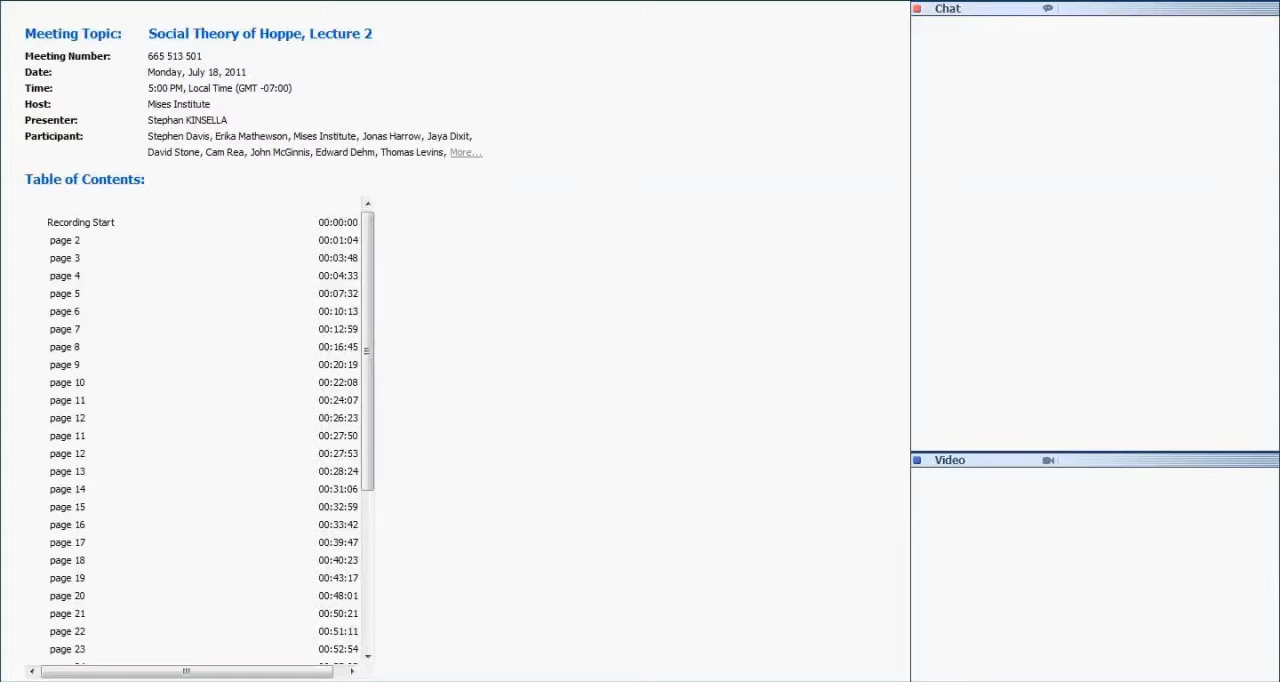 Meeting Topic: Social Theory of Hoppe, Lecture 2
Meeting Number: 665 513 501
Date: Monday, July 18, 2011
Time: 5:00 PM, Local Time (GMT -07:00)
Host: Mises Institute
Presenter: Stephan KINSELLA
Participant: Stephen Davis, Erika Mathewson, Mises Institute, Jonas Harrow, Jaya Dixit,
David Stone, Cam Rea, John McGinnis, Edward Dehm, Thomas Levins, More...
Table of Contents:
Recording Start 00:00:00
page 2 00:01:04
page 3 00:03:48
page 4 00:04:33
page 5 00:07:32
page 6 00:10:13
page 7 00:12:59
page 8 00:16:45
page 9 00:20:19
page 10 00:22:08
page 11 00:24:07
page 12 00:26:23
page 11 00:27:50
page 12 00:27:53
page 13 00:28:24
page 14 00:31:06
page 15 00:32:59
page 16 00:33:42
page 17 00:39:47
page 18 00:40:23
page 19 00:43:17
page 20 00:48:01
page 21 00:50:21
page 22 00:51:11
page 23 00:52:54
Chat
Video